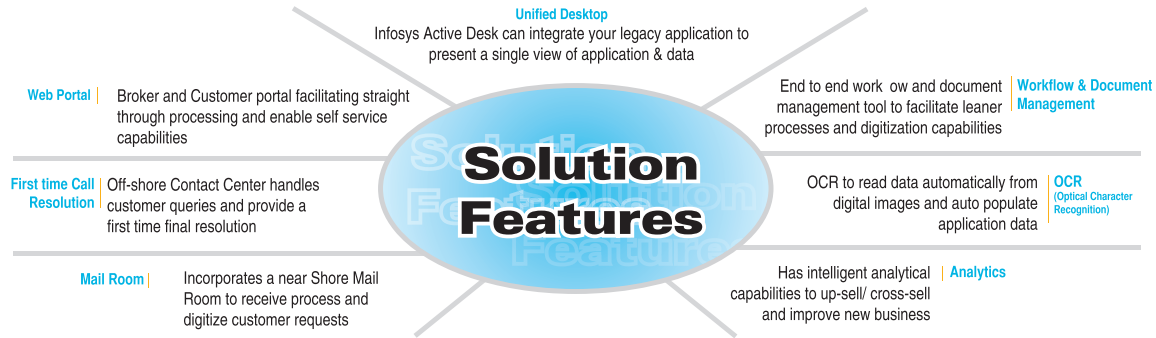 Unified Desktop
Infosys Active Desk can integrate your legacy application to
present a single view of application & data
Web Portal
Broker and Customer portal facilitating straight
through processing and enable self service
capabilities
End to end work ow and document
management tool to facilitate leaner
processes and digitization capabilities
Workflow & Document
Management
Solution
Features
Solution
Features
Solution
Features
First time Call
Resolution
Off-shore Contact Center handles
customer queries and provide a
first time final resolution
OCR to read data automatically from
digital images and auto populate
application data
OCR
(Optical Character
Recognition)
Mail Room
Incorporates a near Shore Mail
Room to receive process and
digitize customer requests
Has intelligent analytical
capabilities to up-sell/ cross-sell
and improve new business
Analytics